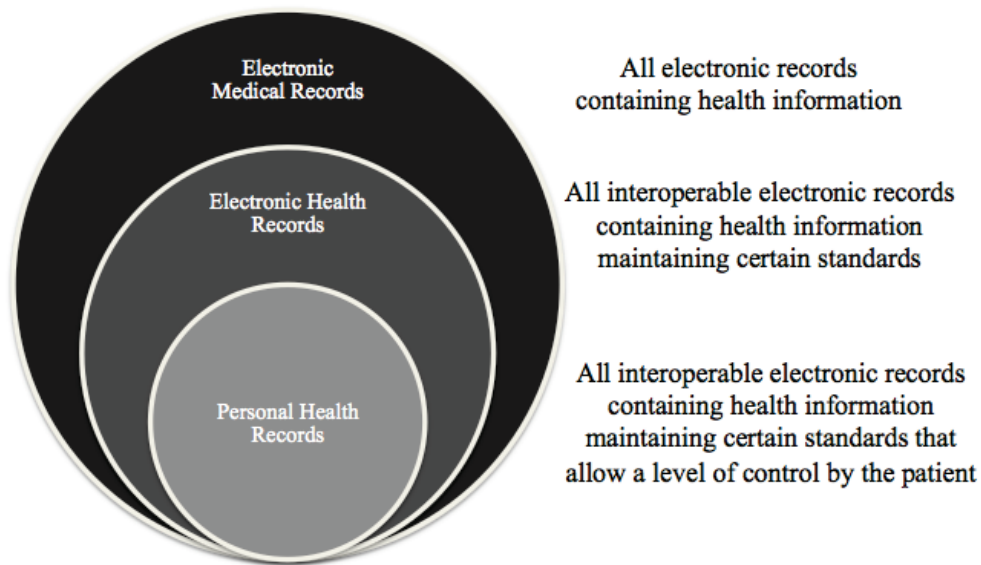 Electronic
Medical Records
All electronic records
containing health information
Electronic Health
Records
All interoperable electronic records
containing health information
maintaining certain standards
Personal Health
Records
All interoperable electronic records
containing health information
maintaining certain standards that
allow a level of control by the patient